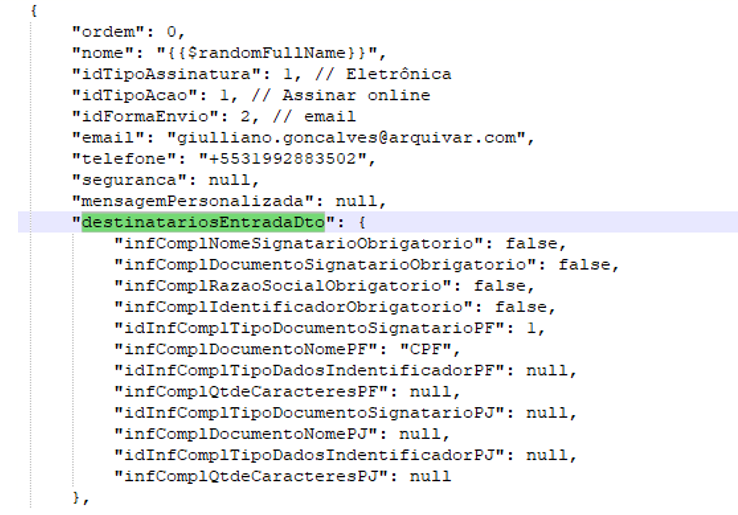 {
"ordem": 0,
"nome": "{{$randomFullName}}",
"idTipoAssinatura": 1, // Eletrônica
"idTipoAcao": 1, // Assinar online
"idFormaEnvio": 2, // email
"email": "giulliano.goncalves@arquivar.com",
"telefone": "+5531992883502",
"seguranca": null,
"mensagemPersonalizada": null,
"destinatariosEntradaDto": {
"infComplNomeSignatarioObrigatorio": false,
"infComplDocumentoSignatarioObrigatorio": false,
"infComplRazaoSocialObrigatorio": false,
"infComplIdentificadorObrigatorio": false,
"idInfComplTipoDocumentoSignatarioPF": 1,
"infComplDocumentoNomePF": "CPF",
"idInfComplTipoDadosIndentificadorPF": null,
"infComplQtdeCaracteresPF": null,
"idInfComplTipoDocumentoSignatarioPJ": null,
"infComplDocumentoNomePJ": null,
"idInfComplTipoDadosIndentificadorPJ": null,
"infComplQtdeCaracteresPJ": null
},